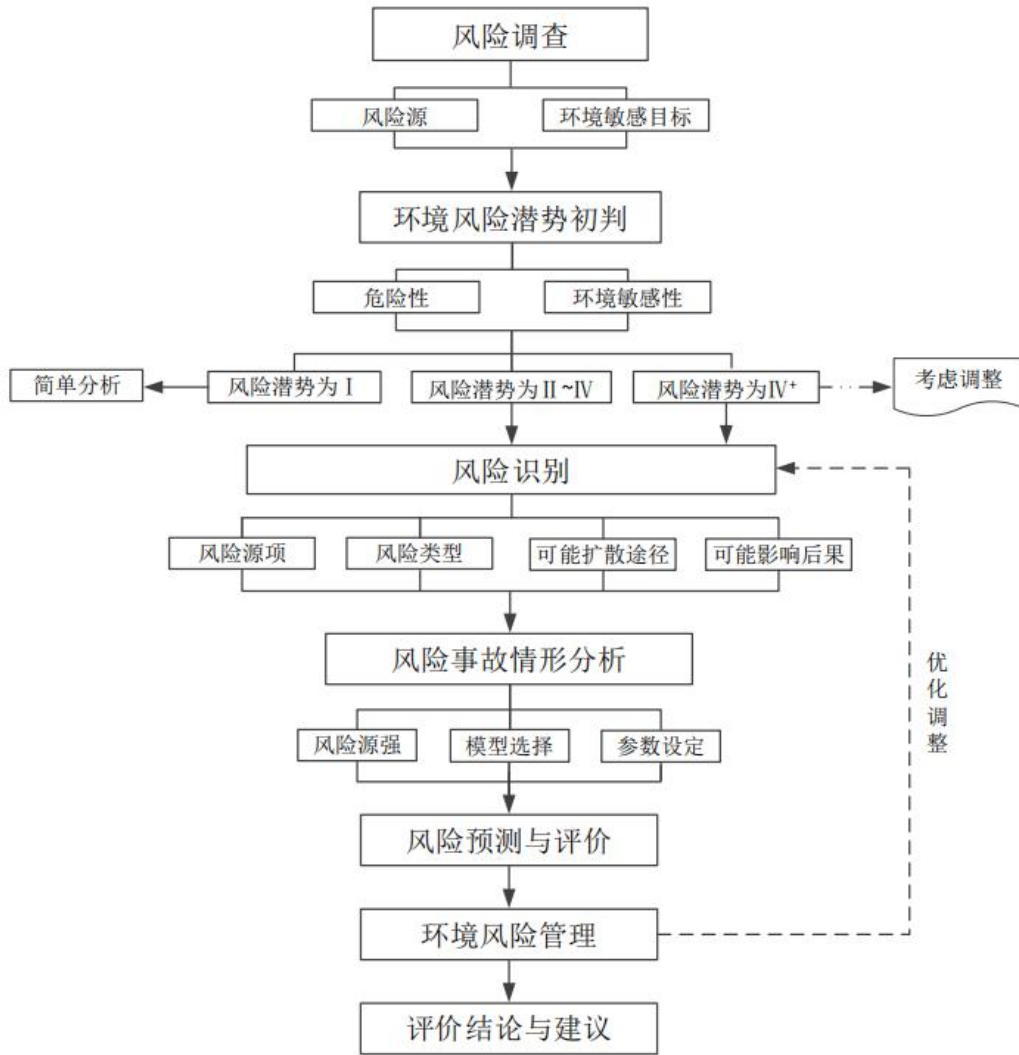 风险调查
风险源
环境敏感目标
环境风险潜势初判
危险性
环境敏感性
简单分析
风险潜势为Ⅰ
风险潜势为Ⅱ~Ⅳ
风险潜势为Ⅳ⁺
考虑调整
风险识别
风险源项
风险类型
可能扩散途径
可能影响后果
风险事故情形分析
风险源强
模型选择
参数设定
优化调整
风险预测与评价
环境风险管理
评价结论与建议